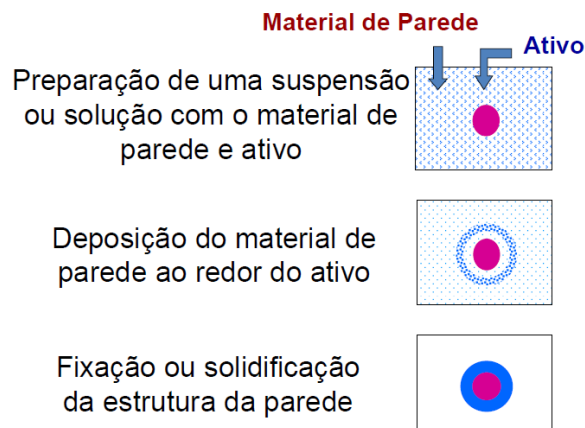 Material de Parede
Ativo
Preparação de uma suspensão
ou solução com o material de
parede e ativo
Deposição do material de
parede ao redor do ativo
Fixação ou solidificação
da estrutura da parede